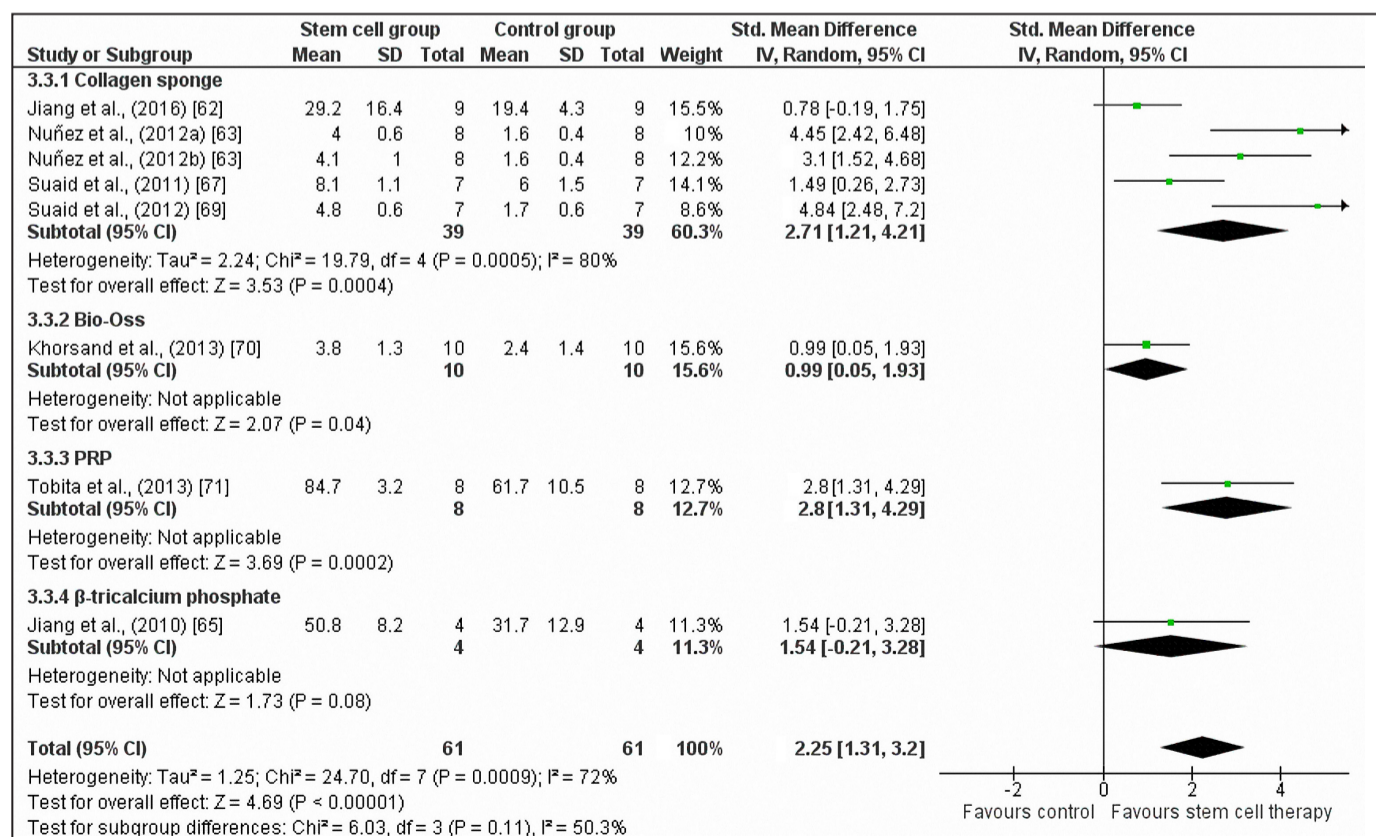 Stem cell group Control group Std. Mean Difference Std. Mean Difference
Study or Subgroup Mean SD Total Mean SD Total Weight IV, Random, 95% CI IV, Random, 95% CI
3.3.1 Collagen sponge
Jiang et al., (2016) [62] 29.2 16.4 9 19.4 4.3 9 15.5% 0.78 [-0.19, 1.75]
Nuñez et al., (2012a) [63] 4 0.6 8 1.6 0.4 8 10% 4.45 [2.42, 6.48]
Nuñez et al., (2012b) [63] 4.1 1 8 1.6 0.4 8 12.2% 3.1 [1.52, 4.68]
Suaid et al., (2011) [67] 8.1 1.1 7 6 1.5 7 14.1% 1.49 [0.26, 2.73]
Suaid et al., (2012) [69] 4.8 0.6 7 1.7 0.6 7 8.6% 4.84 [2.48, 7.2]
Subtotal (95% CI) 39 39 60.3% 2.71 [1.21, 4.21]
Heterogeneity: Tau² = 2.24; Chi² = 19.79, df = 4 (P = 0.0005); I² = 80%
Test for overall effect: Z = 3.53 (P = 0.0004)
3.3.2 Bio-Oss
Khorsand et al., (2013) [70] 3.8 1.3 10 2.4 1.4 10 15.6% 0.99 [0.05, 1.93]
Subtotal (95% CI) 10 10 15.6% 0.99 [0.05, 1.93]
Heterogeneity: Not applicable
Test for overall effect: Z = 2.07 (P = 0.04)
3.3.3 PRP
Tobita et al., (2013) [71] 84.7 3.2 8 61.7 10.5 8 12.7% 2.8 [1.31, 4.29]
Subtotal (95% CI) 8 8 12.7% 2.8 [1.31, 4.29]
Heterogeneity: Not applicable
Test for overall effect: Z = 3.69 (P = 0.0002)
3.3.4 β-tricalcium phosphate
Jiang et al., (2010) [65] 50.8 8.2 4 31.7 12.9 4 11.3% 1.54 [-0.21, 3.28]
Subtotal (95% CI) 4 4 11.3% 1.54 [-0.21, 3.28]
Heterogeneity: Not applicable
Test for overall effect: Z = 1.73 (P = 0.08)
Total (95% CI) 61 61 100% 2.25 [1.31, 3.2]
Heterogeneity: Tau² = 1.25; Chi² = 24.70, df = 7 (P = 0.0009); I² = 72%
Test for overall effect: Z = 4.69 (P < 0.00001)
Test for subgroup differences: Chi² = 6.03, df = 3 (P = 0.11), I² = 50.3%
-2 0 2 4
Favours control Favours stem cell therapy